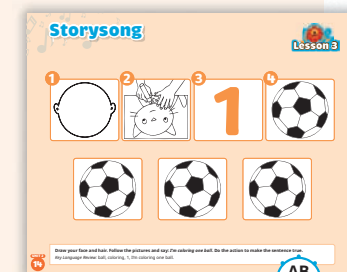 Storysong
Lesson 3
1
2
3
4
1
Draw your face and hair. Follow the pictures and say: I'm coloring one ball. Do the action to make the sentence true.
Key Language Review: ball, coloring, 1, I'm coloring one ball
14
AB